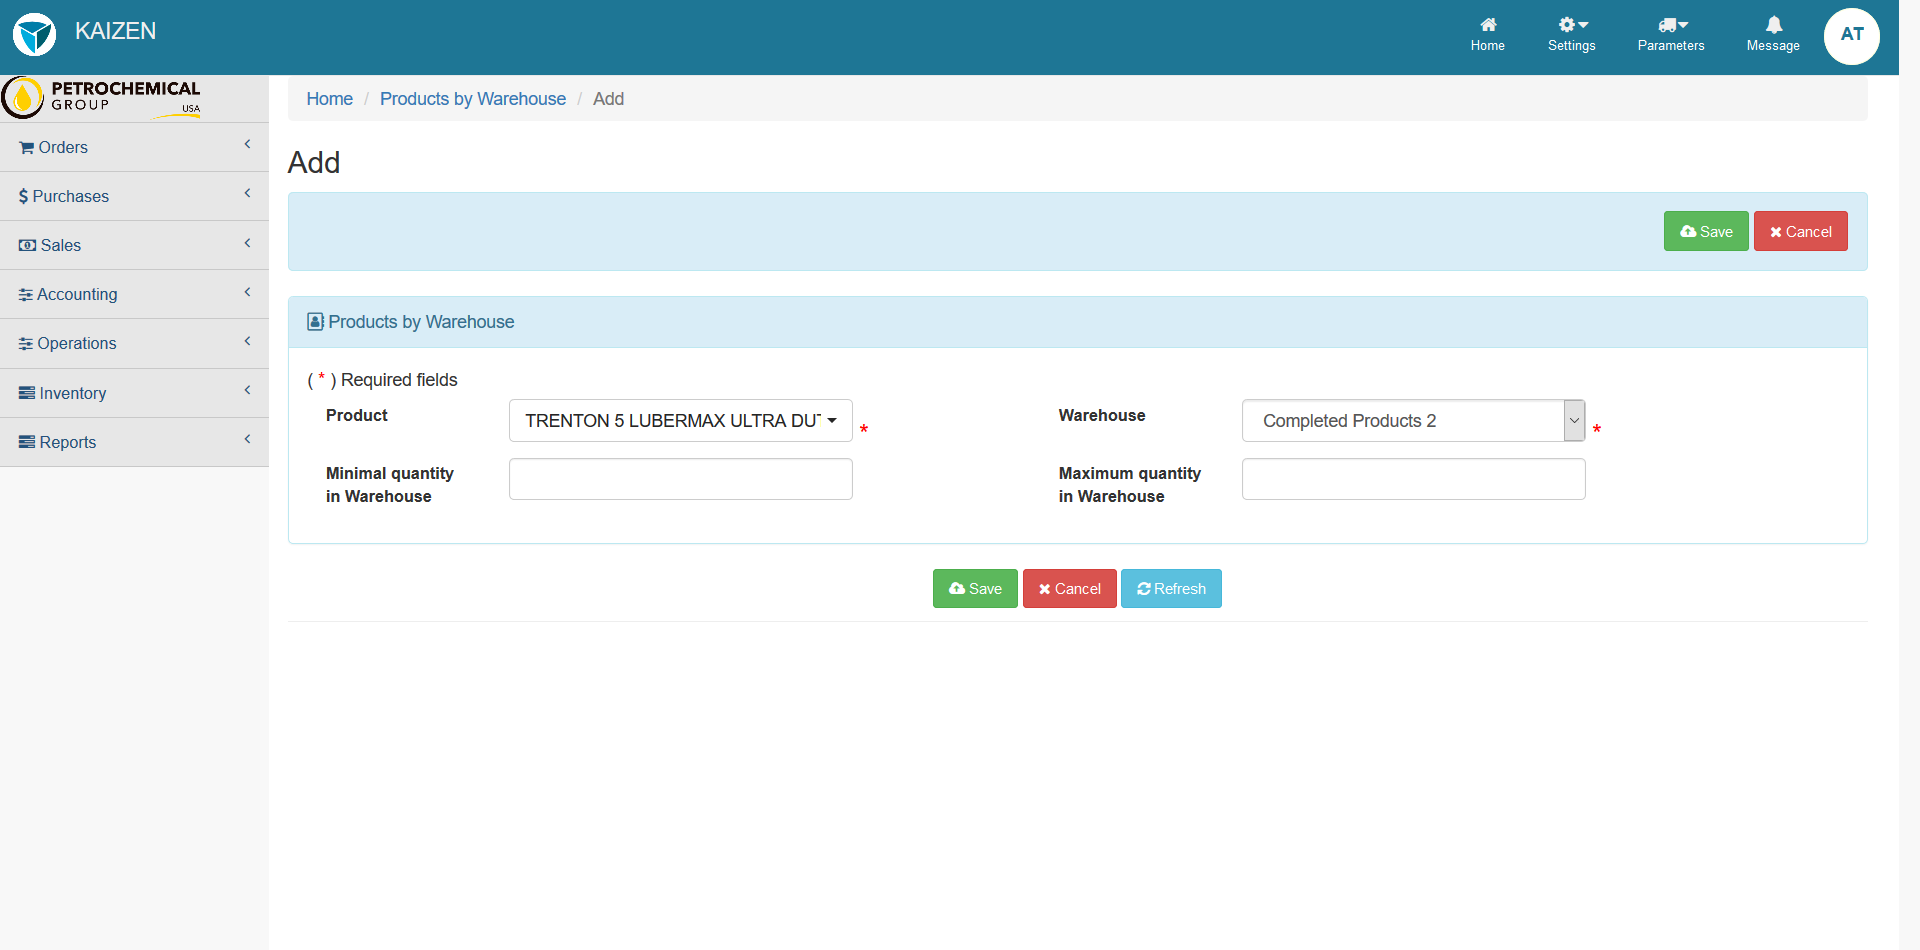 KAIZEN
Home
Settings
Parameters
Message
AT
PETROCHEMICAL
GROUP
USA
Orders
Purchases
Sales
Accounting
Operations
Inventory
Reports
Home / Products by Warehouse / Add
Add
Save
Cancel
Products by Warehouse
( * ) Required fields
Product
TRENTON 5 LUBERMAX ULTRA DUT
*
Warehouse
Completed Products 2
*
Minimal quantity
in Warehouse
Maximum quantity
in Warehouse
Save
Cancel
Refresh